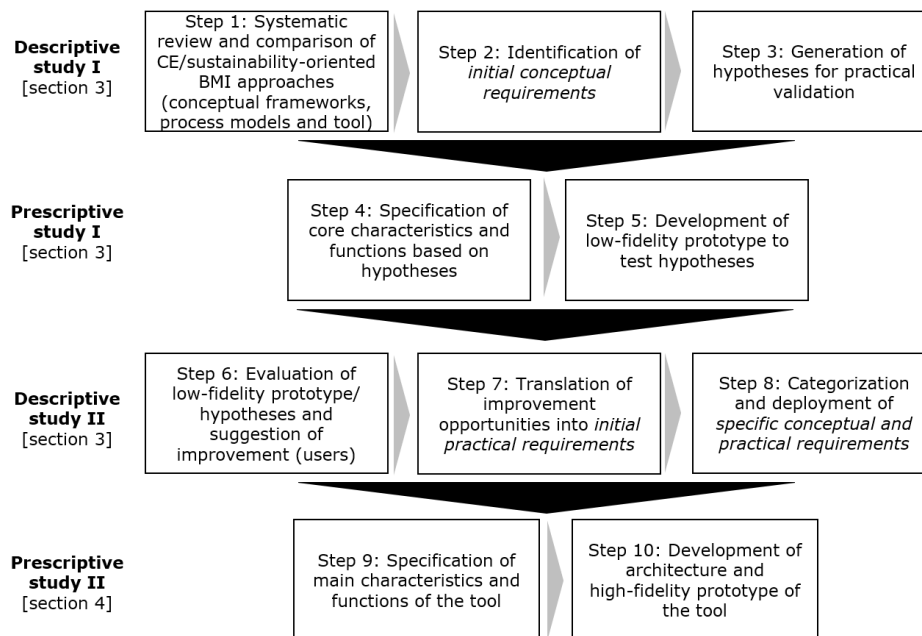 Descriptive
study I
[section 3]
Step 1: Systematic
review and comparison of
CE/sustainability-oriented
BMI approaches
(conceptual frameworks,
process models and tool)
Step 2: Identification of
initial conceptual
requirements
Step 3: Generation of
hypotheses for practical
validation
Prescriptive
study I
[section 3]
Step 4: Specification of
core characteristics and
functions based on
hypotheses
Step 5: Development of
low-fidelity prototype to
test hypotheses
Descriptive
study II
[section 3]
Step 6: Evaluation of
low-fidelity prototype/
hypotheses and
suggestion of
improvement (users)
Step 7: Translation of
improvement
opportunities into initial
practical requirements
Step 8: Categorization
and deployment of
specific conceptual and
practical requirements
Prescriptive
study II
[section 4]
Step 9: Specification of
main characteristics and
functions of the tool
Step 10: Development of
architecture and
high-fidelity prototype of
the tool